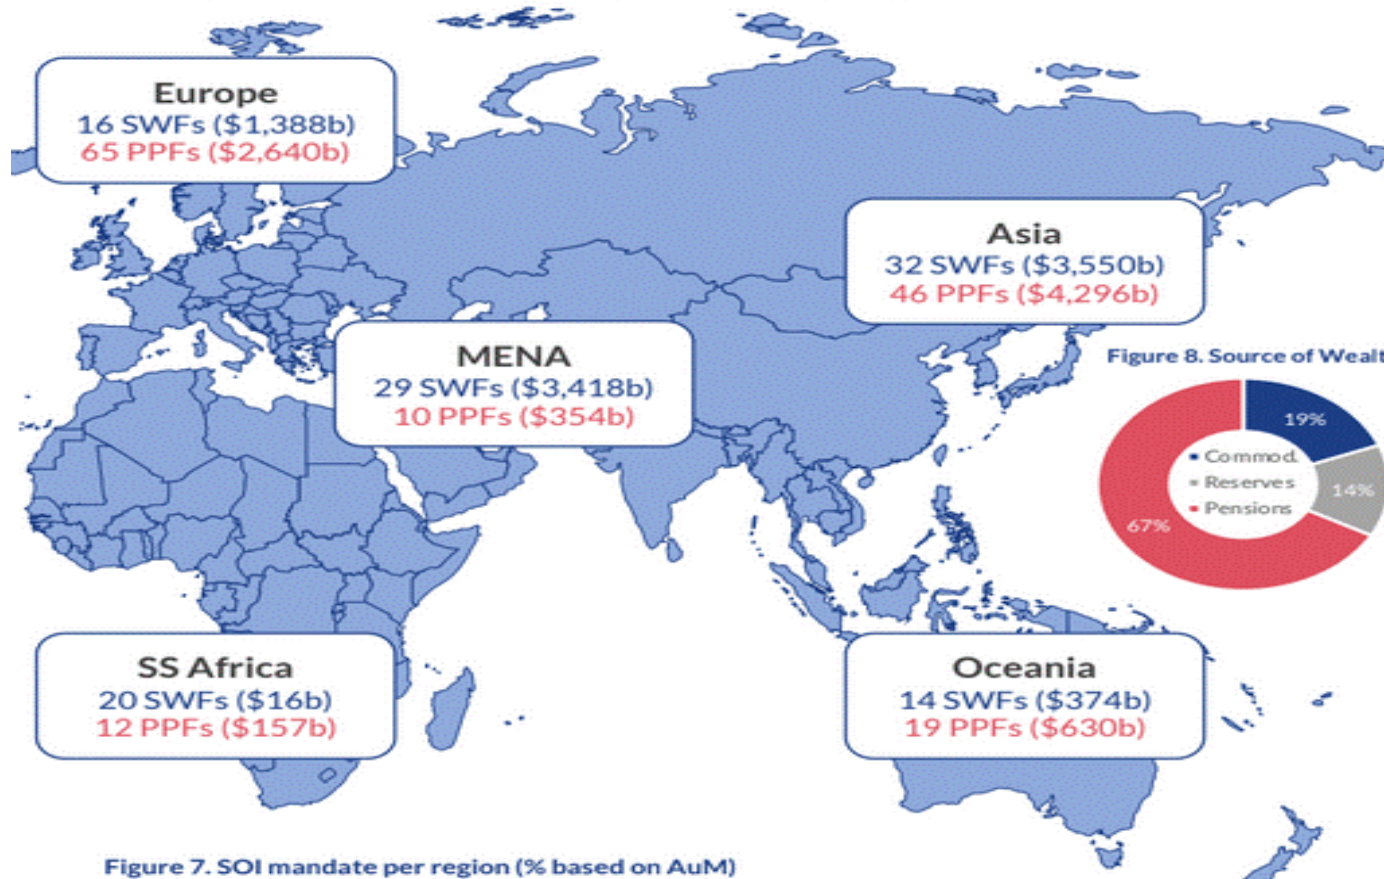 Europe
16 SWFs ($1,388b)
65 PPFs ($2,640b)
Asia
32 SWFs ($3,550b)
46 PPFs ($4,296b)
MENA
29 SWFs ($3,418b)
10 PPFs ($354b)
Figure 8. Source of Wealt
19%
Commod.
Reserves
14%
Pensions
67%
SS Africa
20 SWFs ($16b)
12 PPFs ($157b)
Oceania
14 SWFs ($374b)
19 PPFs ($630b)
Figure 7. SOI mandate per region (% based on AuM)